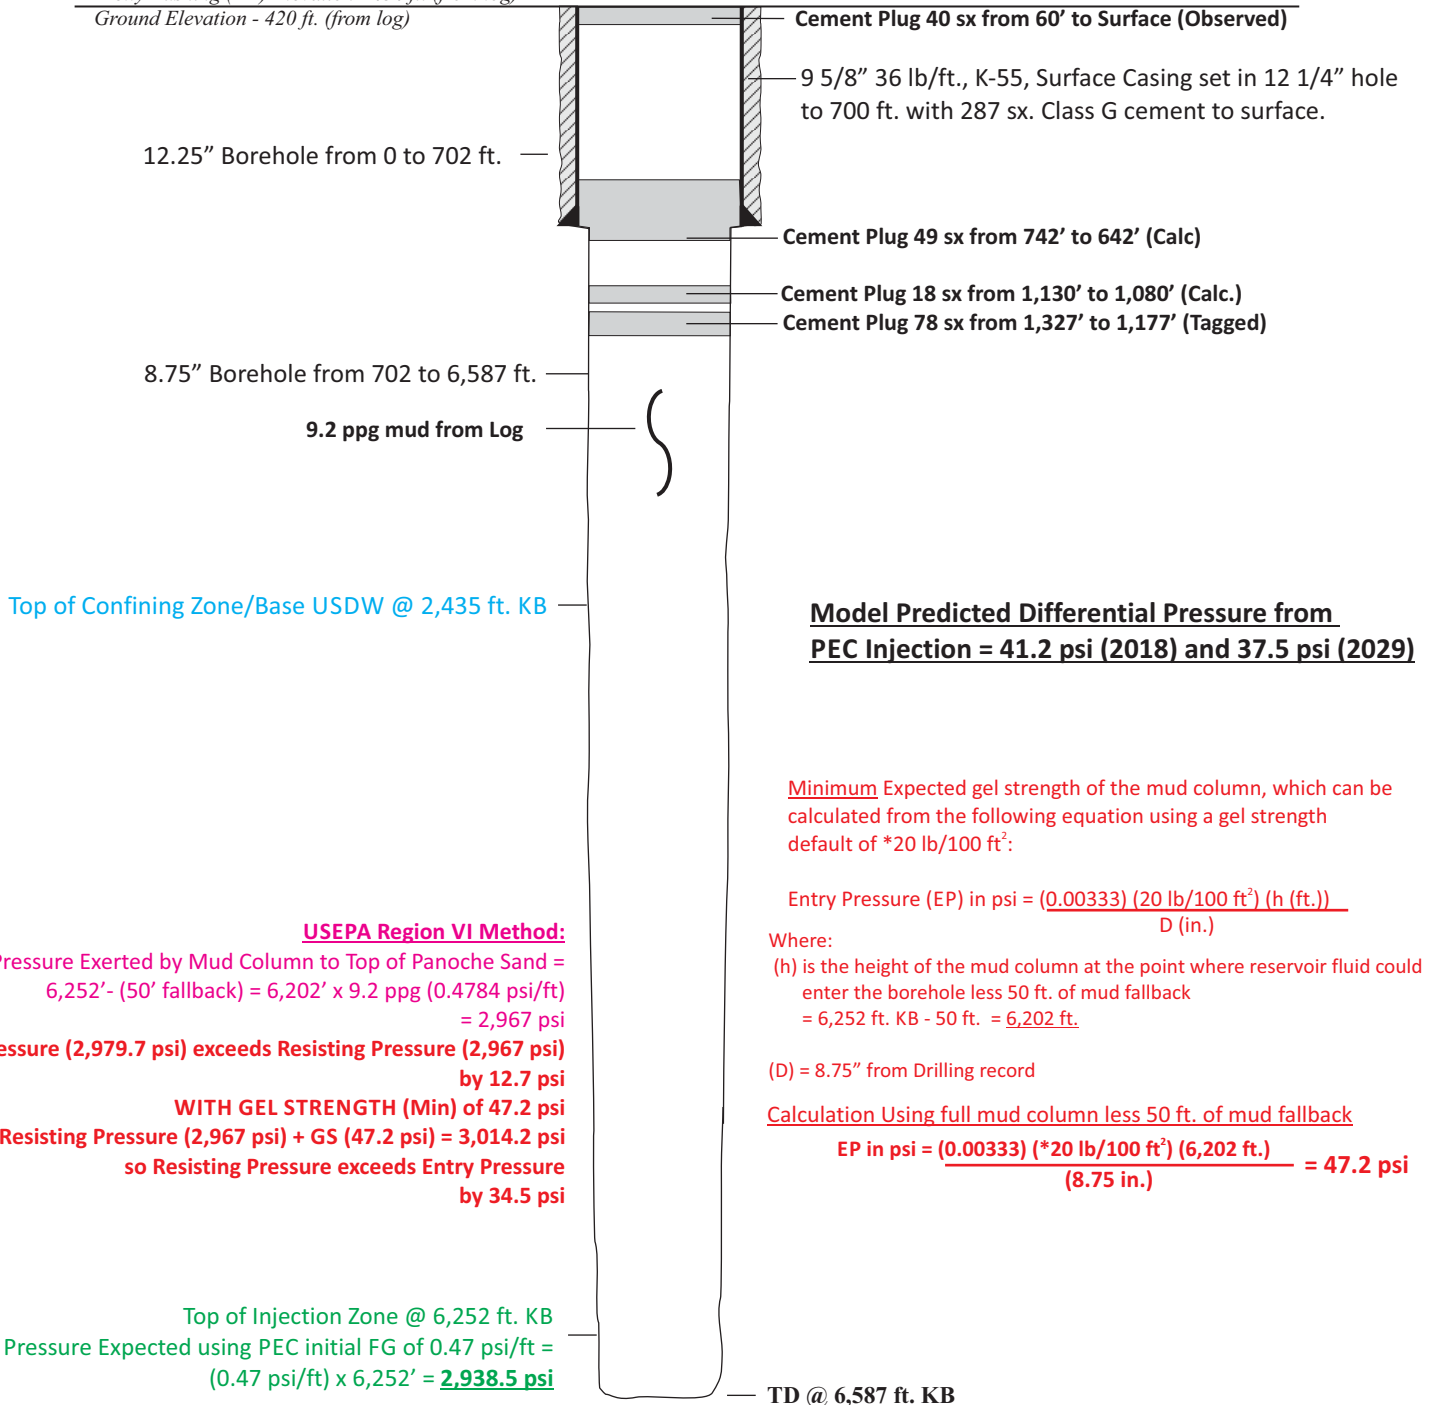 Ground Elevation - 420 ft. (from log)
Cement Plug 40 sx from 60’ to Surface (Observed)
9 5/8” 36 lb/ft., K-55, Surface Casing set in 12 1/4” hole
to 700 ft. with 287 sx. Class G cement to surface.
12.25” Borehole from 0 to 702 ft.
Cement Plug 49 sx from 742’ to 642’ (Calc)
Cement Plug 18 sx from 1,130’ to 1,080’ (Calc.)
Cement Plug 78 sx from 1,327’ to 1,177’ (Tagged)
8.75” Borehole from 702 to 6,587 ft.
9.2 ppg mud from Log
Top of Confining Zone/Base USDW @ 2,435 ft. KB
Model Predicted Differential Pressure from
PEC Injection = 41.2 psi (2018) and 37.5 psi (2029)
Minimum Expected gel strength of the mud column, which can be
calculated from the following equation using a gel strength
default of *20 lb/100 ft²:
Entry Pressure (EP) in psi = (0.00333) (20 lb/100 ft²) (h (ft.))
D (in.)
Where:
(h) is the height of the mud column at the point where reservoir fluid could
enter the borehole less 50 ft. of mud fallback
= 6,252 ft. KB - 50 ft. = 6,202 ft.
(D) = 8.75” from Drilling record
Calculation Using full mud column less 50 ft. of mud fallback
EP in psi = (0.00333) (*20 lb/100 ft²) (6,202 ft.)
= 47.2 psi
(8.75 in.)
USEPA Region VI Method:
Pressure Exerted by Mud Column to Top of Panoche Sand =
6,252’- (50’ fallback) = 6,202’ x 9.2 ppg (0.4784 psi/ft)
= 2,967 psi
(2,979.7 psi) exceeds Resisting Pressure (2,967 psi)
by 12.7 psi
WITH GEL STRENGTH (Min) of 47.2 psi
Resisting Pressure (2,967 psi) + GS (47.2 psi) = 3,014.2 psi
so Resisting Pressure exceeds Entry Pressure
by 34.5 psi
Top of Injection Zone @ 6,252 ft. KB
Pressure Expected using PEC initial FG of 0.47 psi/ft =
(0.47 psi/ft) x 6,252’ = 2,938.5 psi
TD @ 6,587 ft. KB